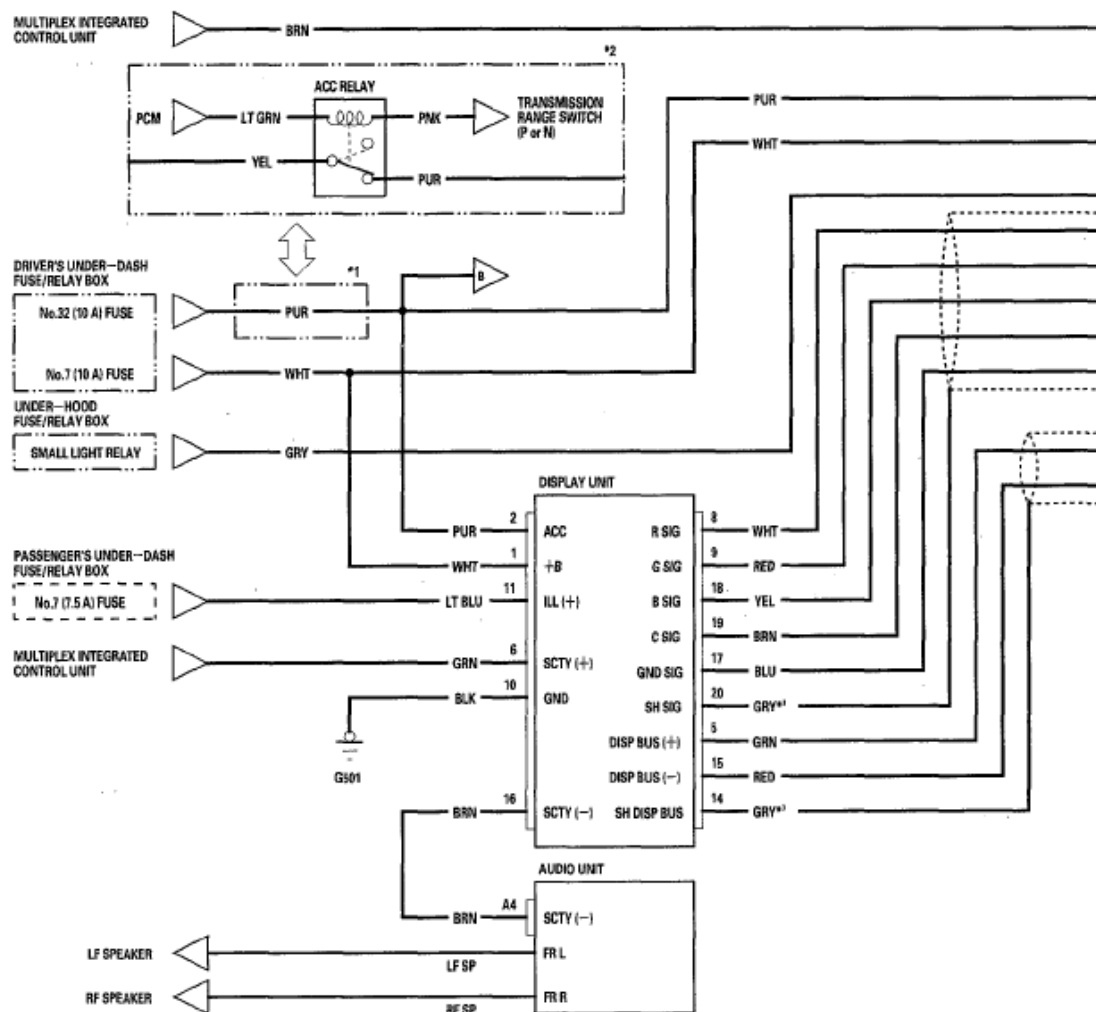 MULTIPLEX INTEGRATED
CONTROL UNIT
BRN
*2
ACC RELAY
PCM
LT GRN
PNK
TRANSMISSION
RANGE SWITCH
(P or N)
YEL
PUR
PUR
WHT
DRIVER'S UNDER-DASH
FUSE/RELAY BOX
*1
B
No.32 (10 A) FUSE
PUR
No.7 (10 A) FUSE
WHT
UNDER-HOOD
FUSE/RELAY BOX
SMALL LIGHT RELAY
GRY
DISPLAY UNIT
PUR 2 ACC R SIG 8 WHT
WHT 1 +B G SIG 9 RED
PASSENGER'S UNDER-DASH
FUSE/RELAY BOX
No.7 (7.5 A) FUSE
LT BLU 11 ILL (+) B SIG 18 YEL
C SIG 19 BRN
MULTIPLEX INTEGRATED
CONTROL UNIT
GRN 6 SCTY (+) GND SIG 17 BLU
BLK 10 GND SH SIG 20 GRY*3
G501
DISP BUS (+) 5 GRN
DISP BUS (-) 15 RED
BRN 16 SCTY (-) SH DISP BUS 14 GRY*3
AUDIO UNIT
BRN A4 SCTY (-)
LF SPEAKER LF SP FR L
RF SPEAKER RF SP FR R